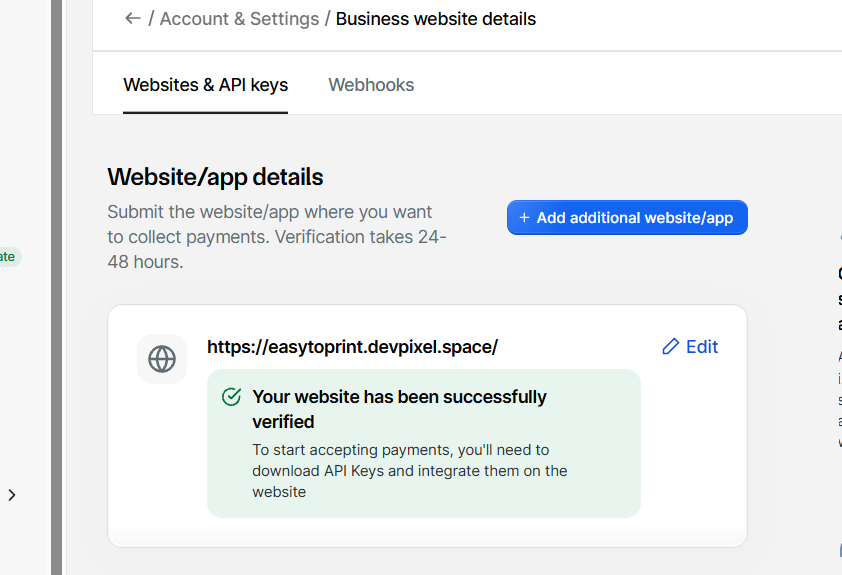 ← / Account & Settings / Business website details
Websites & API keys
Webhooks
Website/app details
Submit the website/app where you want
to collect payments. Verification takes 24-
48 hours.
+ Add additional website/app
https://easytoprint.devpixel.space/
Edit
Your website has been successfully
verified
To start accepting payments, you'll need to
download API Keys and integrate them on the
website